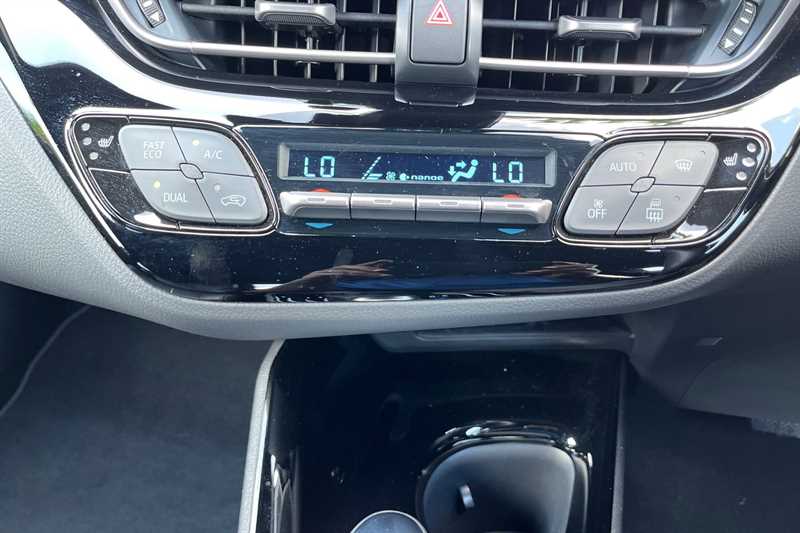 FAST
ECO
A/C
DUAL
LO
nanoe
LO
AUTO
OFF